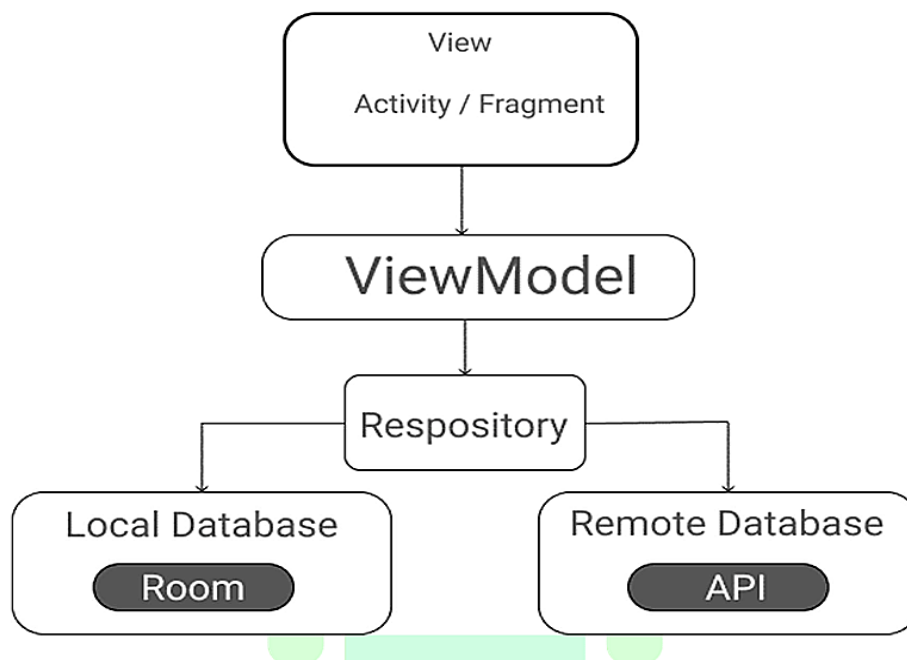 View
Activity / Fragment
ViewModel
Respository
Local Database
Room
Remote Database
API